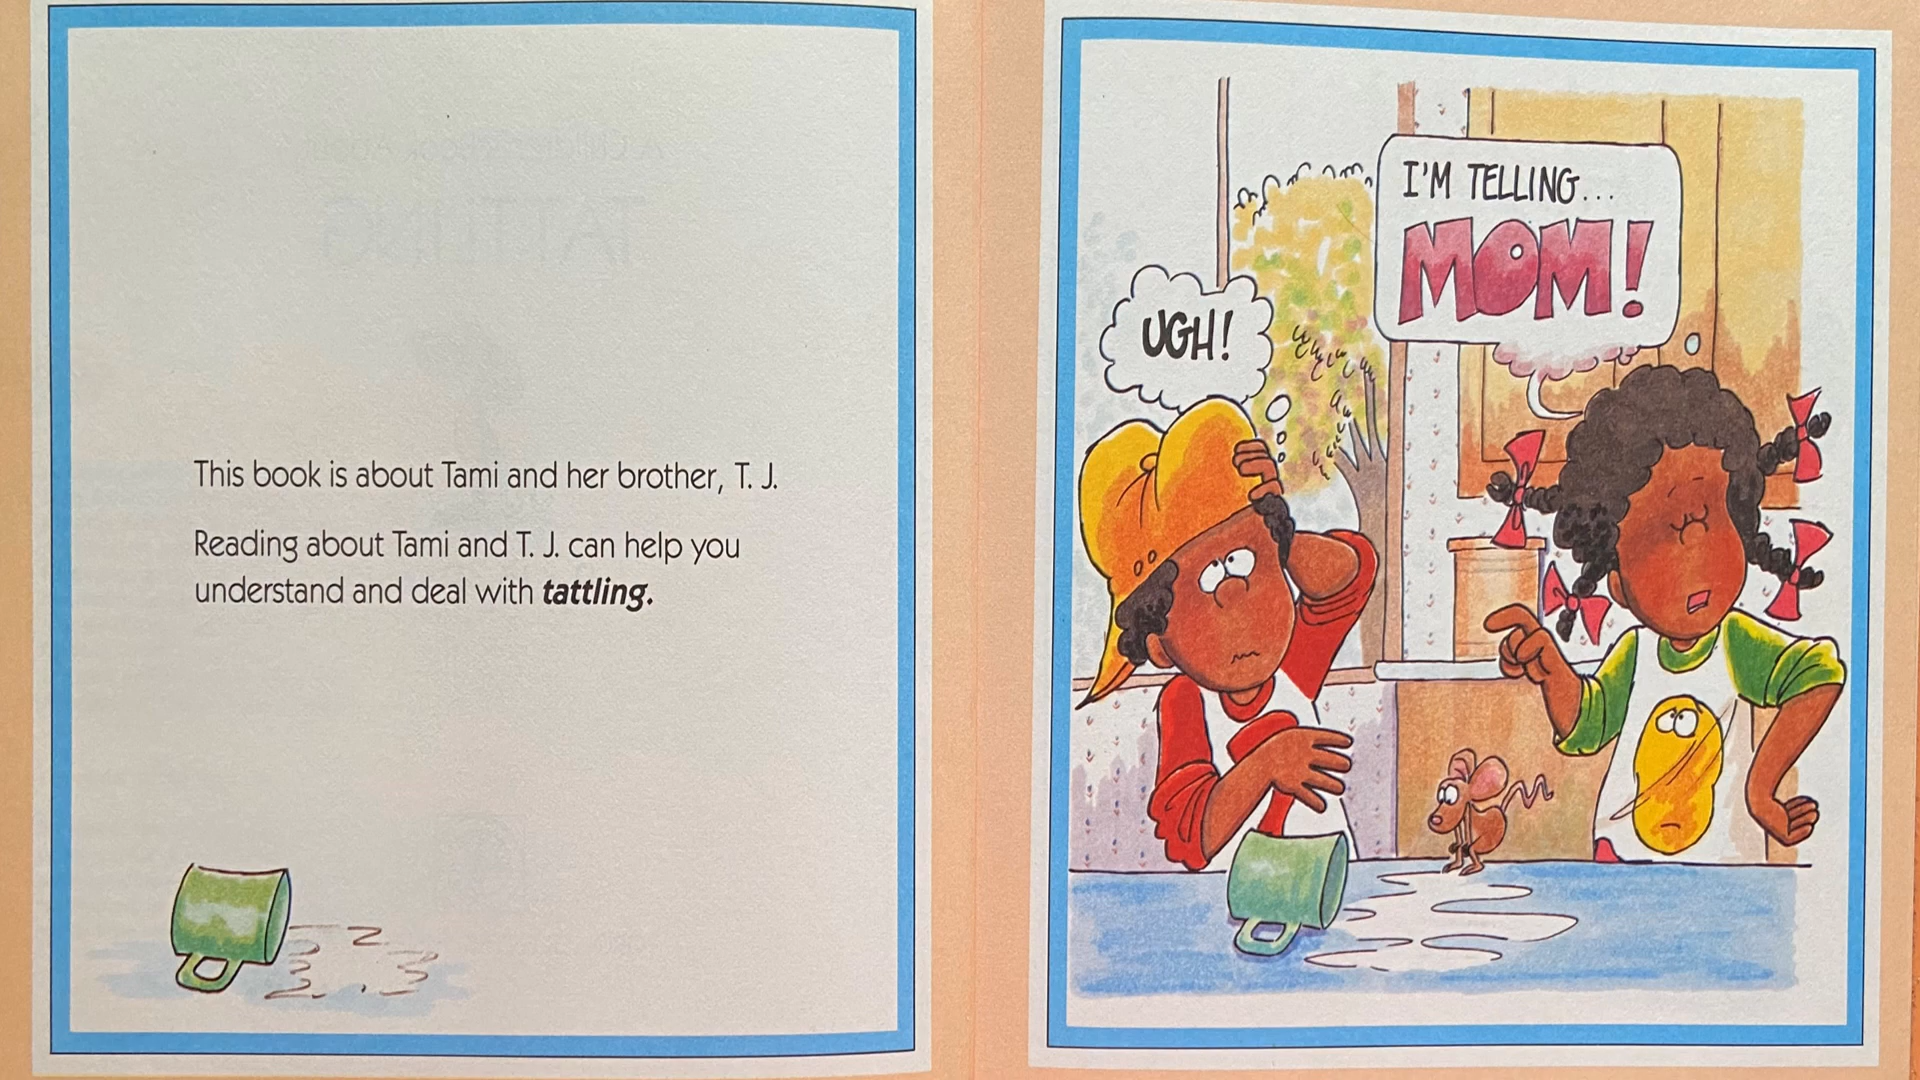 This book is about Tami and her brother, T. J.
Reading about Tami and T. J. can help you
understand and deal with tattling.
UGH!
I'M TELLING...
MOM!